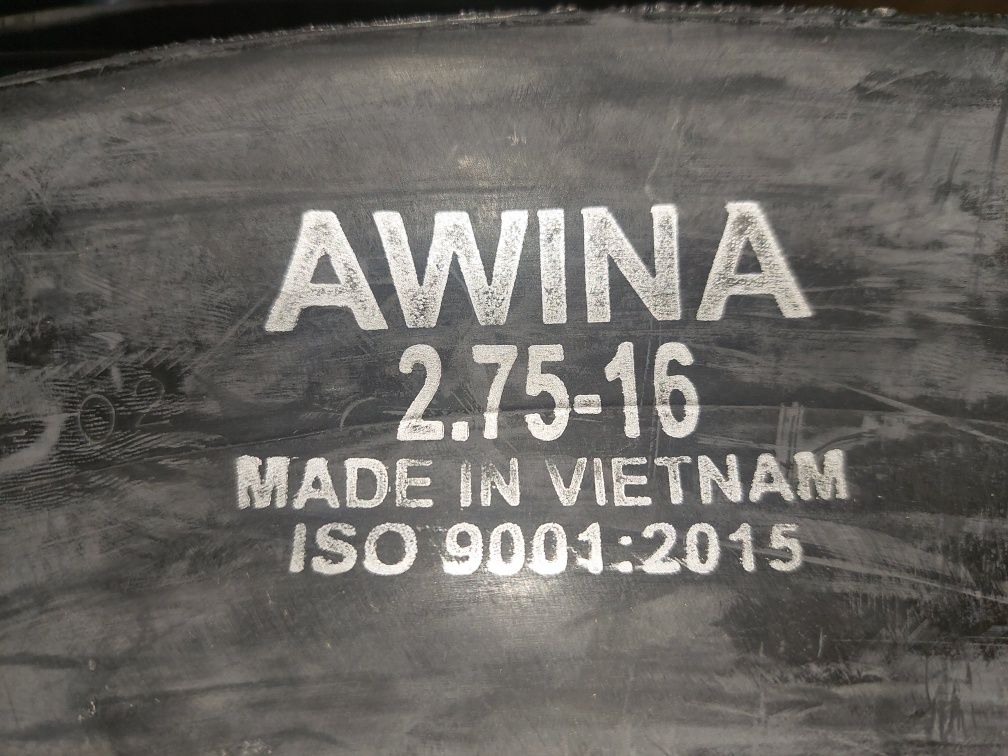 AWINA
2.75-16
MADE IN VIETNAM
ISO 9001:2015